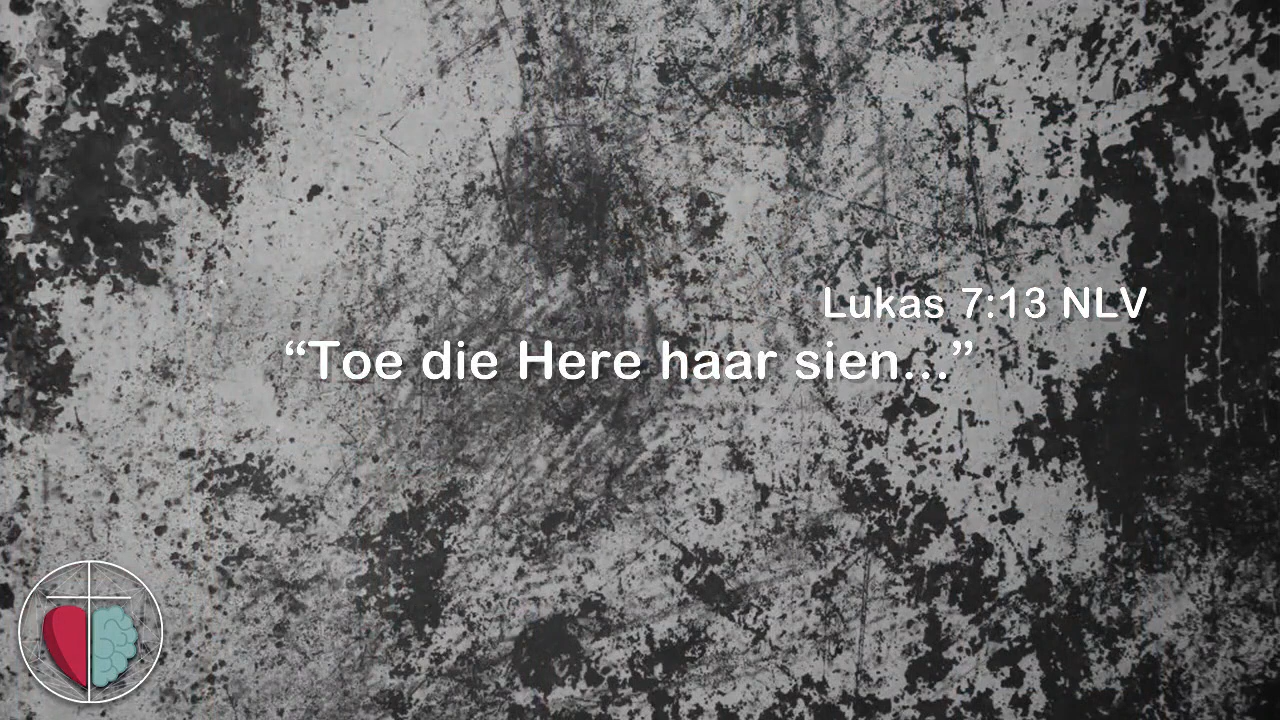 Lukas 7:13 NLV
“Toe die Here haar sien...”